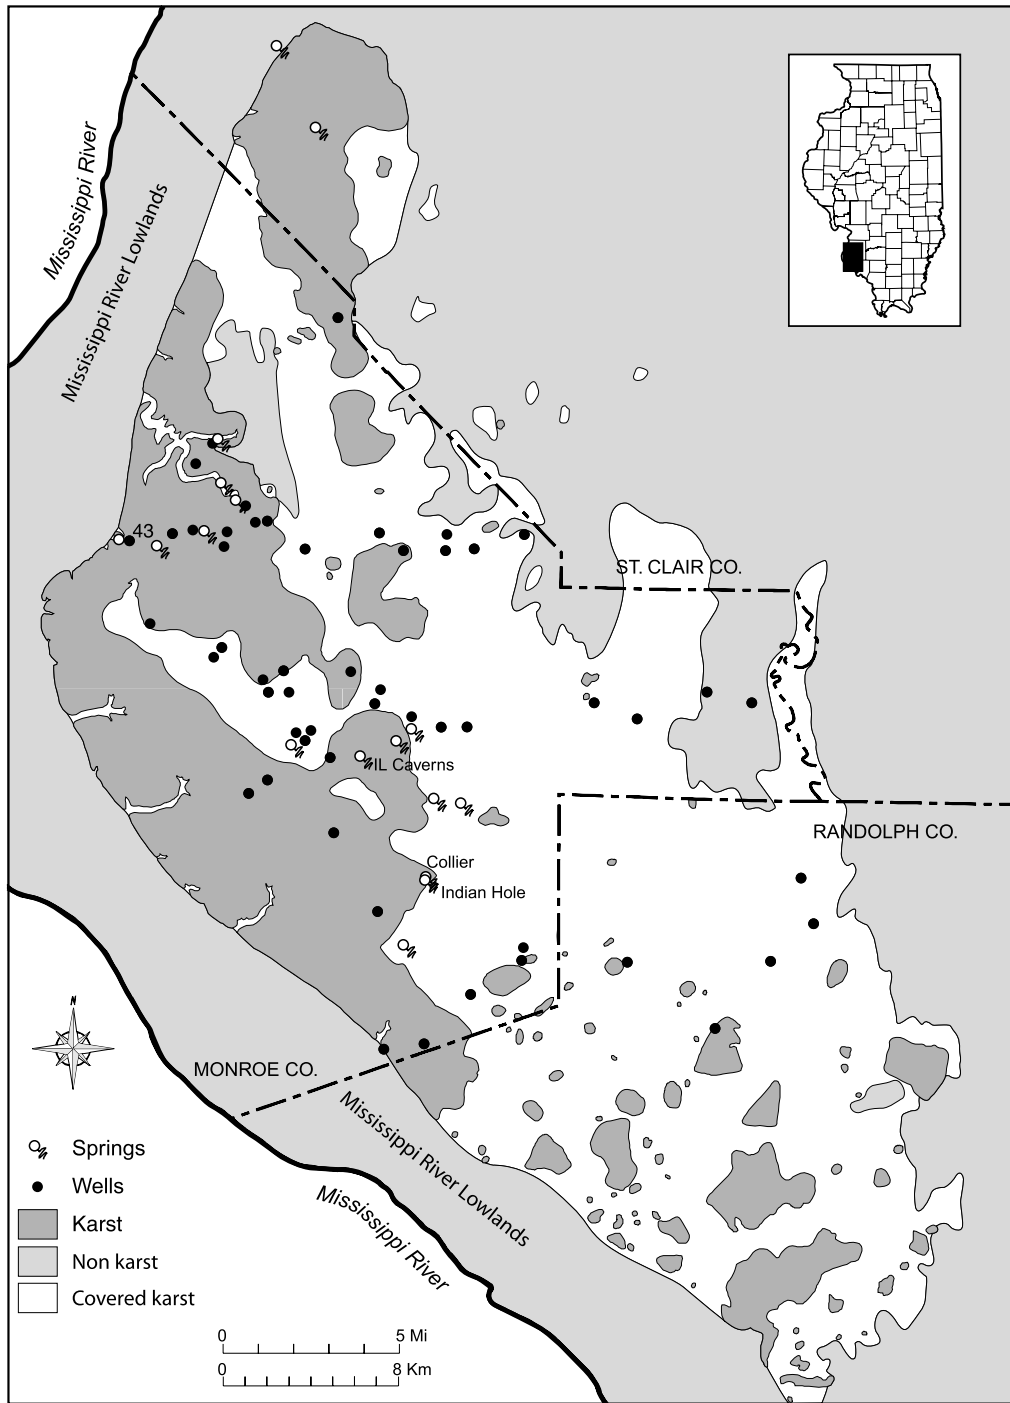 Mississippi River
Mississippi River Lowlands
43
ST. CLAIR CO.
IL Caverns
RANDOLPH CO.
Collier
Indian Hole
N
MONROE CO.
Mississippi River Lowlands
Mississippi River
Springs
Wells
Karst
Non karst
Covered karst
0 5 Mi
0 8 Km